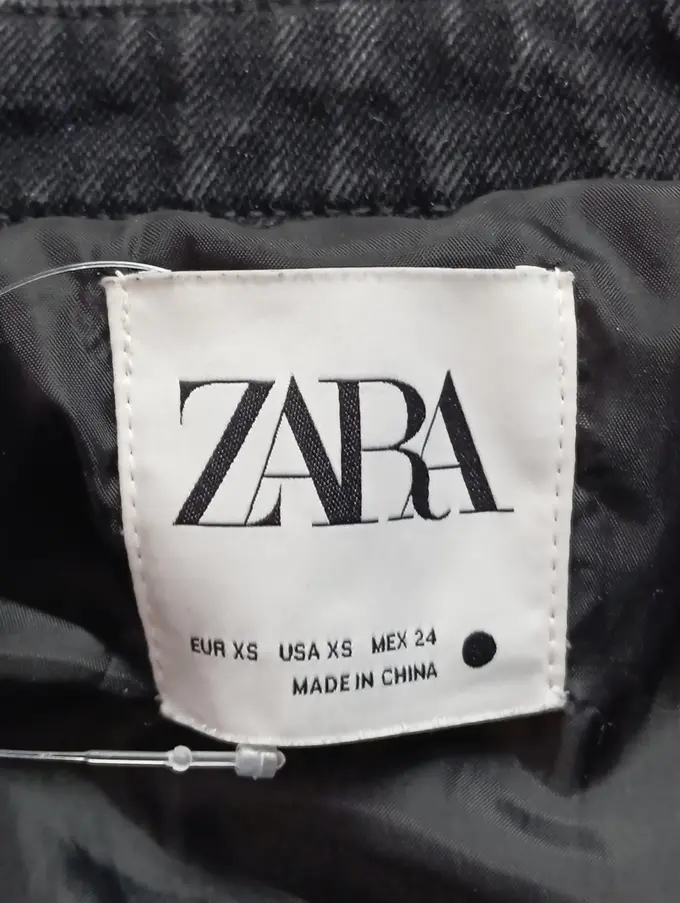 ZARA
EUR XS USA XS MEX 24
MADE IN CHINA